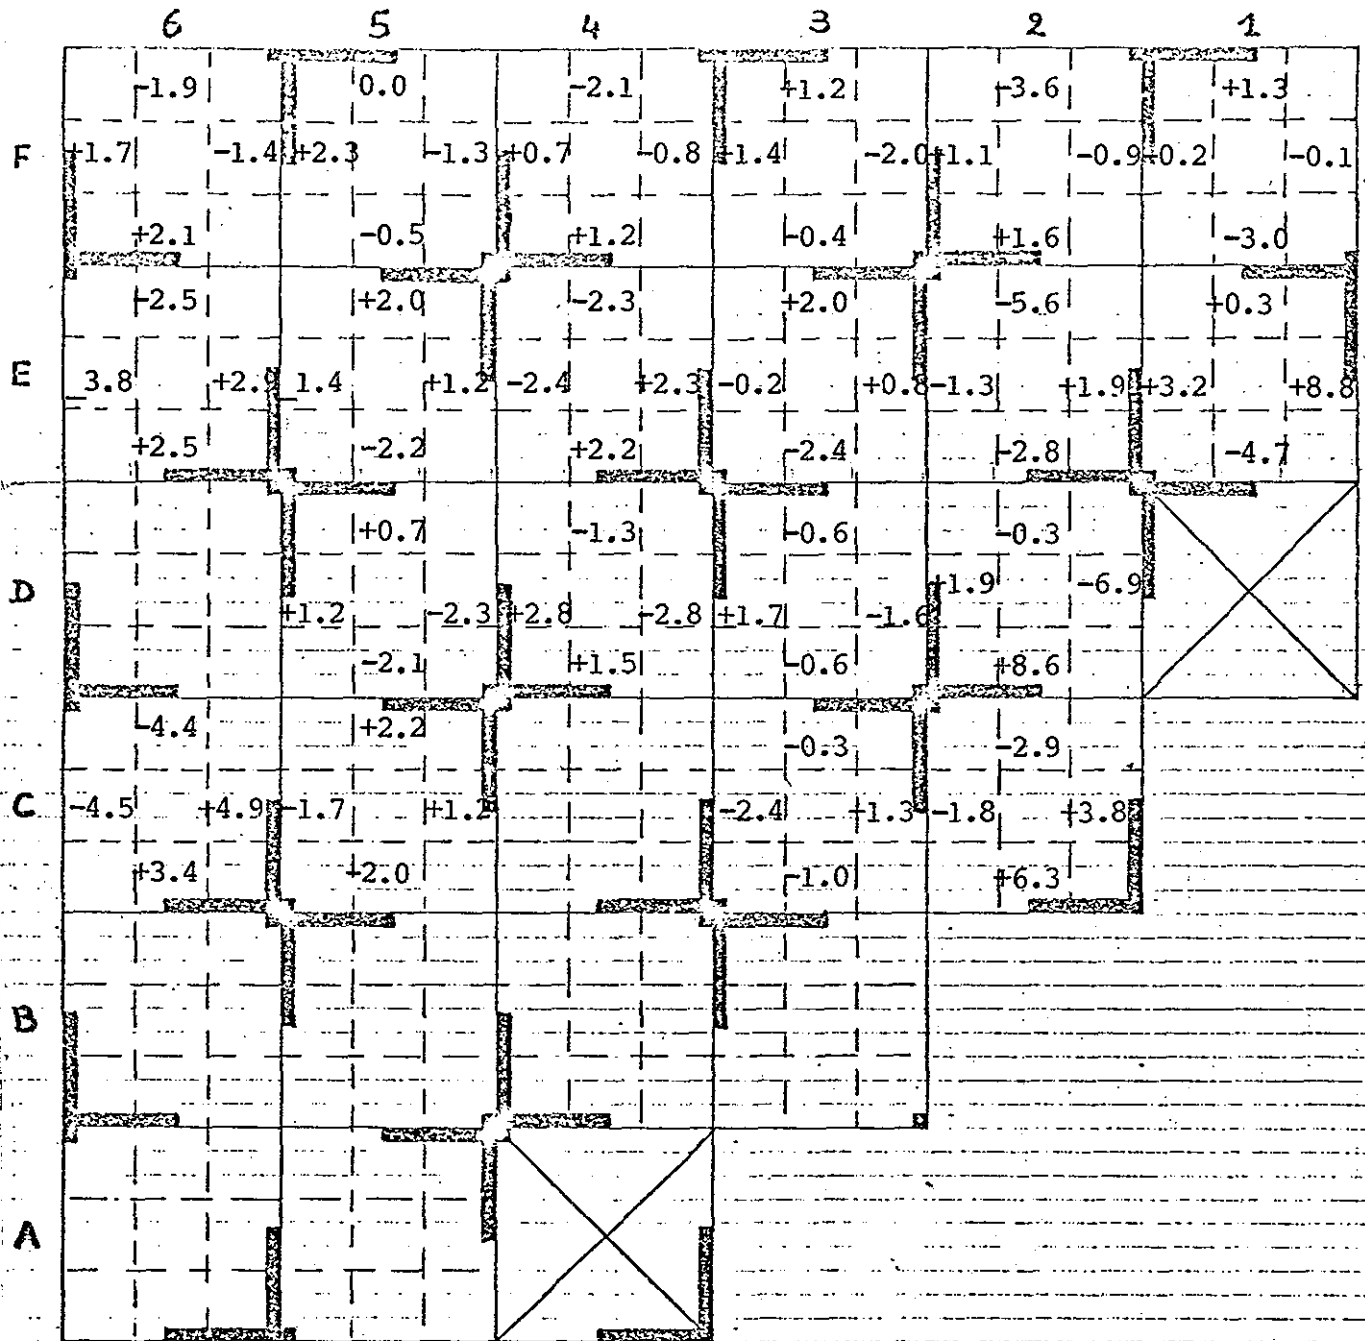 6 5 4 3 2 1
-1.9 0.0 -2.1 +1.2 -3.6 +1.3
F +1.7 -1.4 +2.3 -1.3 +0.7 -0.8 +1.4 -2.0 +1.1 -0.9 -0.2 -0.1
+2.1 -0.5 +1.2 -0.4 +1.6 -3.0
-2.5 +2.0 -2.3 +2.0 -5.6 +0.3
E -3.8 +2.9 -1.4 +1.2 -2.4 +2.3 -0.2 +0.8 -1.3 +1.9 +3.2 +8.8
+2.5 -2.2 +2.2 -2.4 -2.8 -4.7
+0.7 -1.3 -0.6 -0.3
D +1.2 -2.3 +2.8 -2.8 +1.7 -1.6 +1.9 -6.9
-2.1 +1.5 -0.6 +8.6
-4.4 +2.2 -0.3 -2.9
C -4.5 +4.9 -1.7 +1.2 -2.4 +1.3 -1.8 +3.8
+3.4 +2.0 -1.0 +6.3
B
A